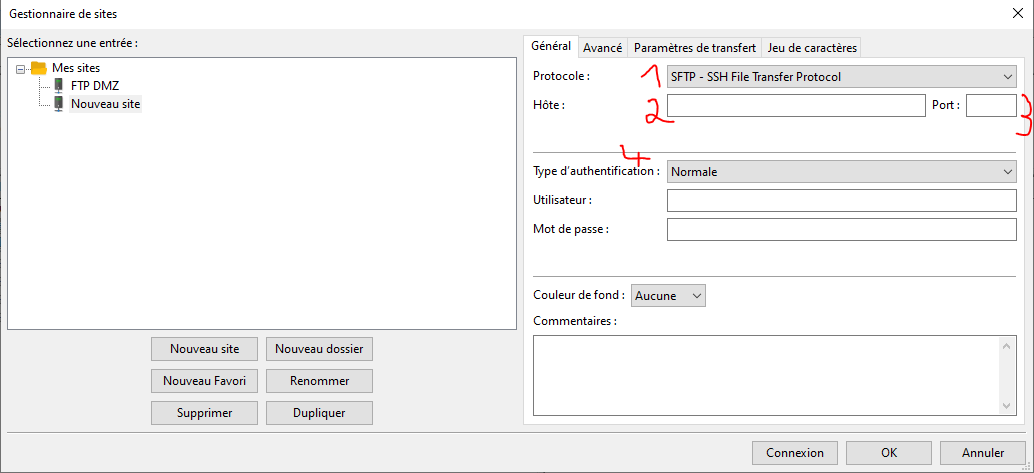 Gestionnaire de sites
Sélectionnez une entrée :
Mes sites
FTP DMZ
Nouveau site
Nouveau site Nouveau dossier
Nouveau Favori Renommer
Supprimer Dupliquer
Général Avancé Paramètres de transfert Jeu de caractères
Protocole : 1 SFTP - SSH File Transfer Protocol
Hôte : 2 Port : 3
4
Type d'authentification : Normale
Utilisateur :
Mot de passe :
Couleur de fond : Aucune
Commentaires :
Connexion OK Annuler